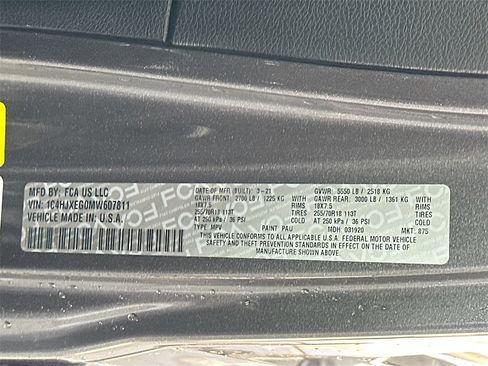 MFD BY: FCA US LLC
VIN: 1C4HJXEG0MW607811
VEHICLE MADE IN: U.S.A.
DATE OF MFR (BUILT): 3-21 GVWR: 5550 LB / 2518 KG
GAWR FRONT: 2700 LB / 1225 KG WITH GAWR REAR: 3000 LB / 1361 KG WITH
18X7.5 RIMS 18X7.5 RIMS
255/70R18 113T TIRES 255/70R18 113T TIRES
AT 250 kPa / 36 PSI COLD AT 250 kPa / 36 PSI COLD
TYPE: MPV PAINT: PAU MDH: 031920 MKT: 875
THIS VEHICLE CONFORMS TO ALL APPLICABLE U.S.A. FEDERAL MOTOR VEHICLE
SAFETY, BUMPER, AND THEFT PREVENTION STANDARDS IN EFFECT ON THE DATE OF
MANUFACTURE SHOWN ABOVE.